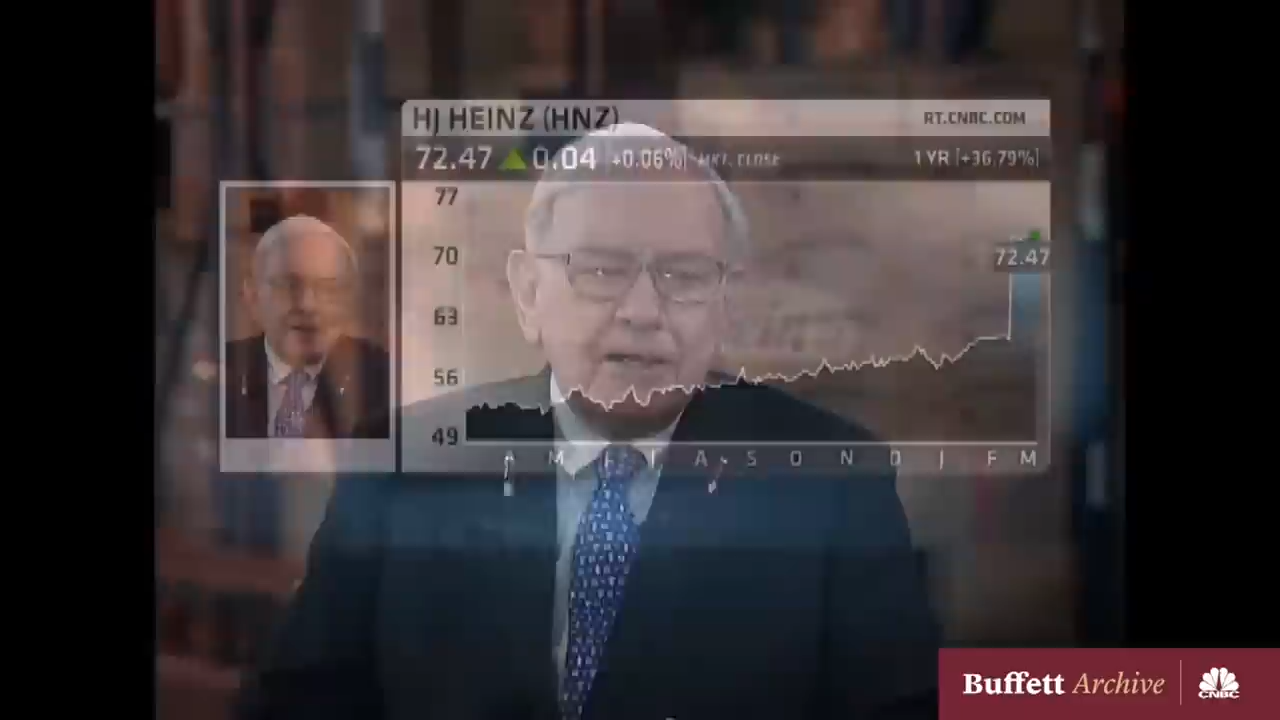 HJ HEINZ (HNZ)
RT.CNBC.COM
72.47 ▲ 0.04 +0.06% MKT. CLOSE
1 YR [+36.79%]
77
70
63
56
49
72.47
A M J J A S O N D J F M
Buffett Archive
CNBC